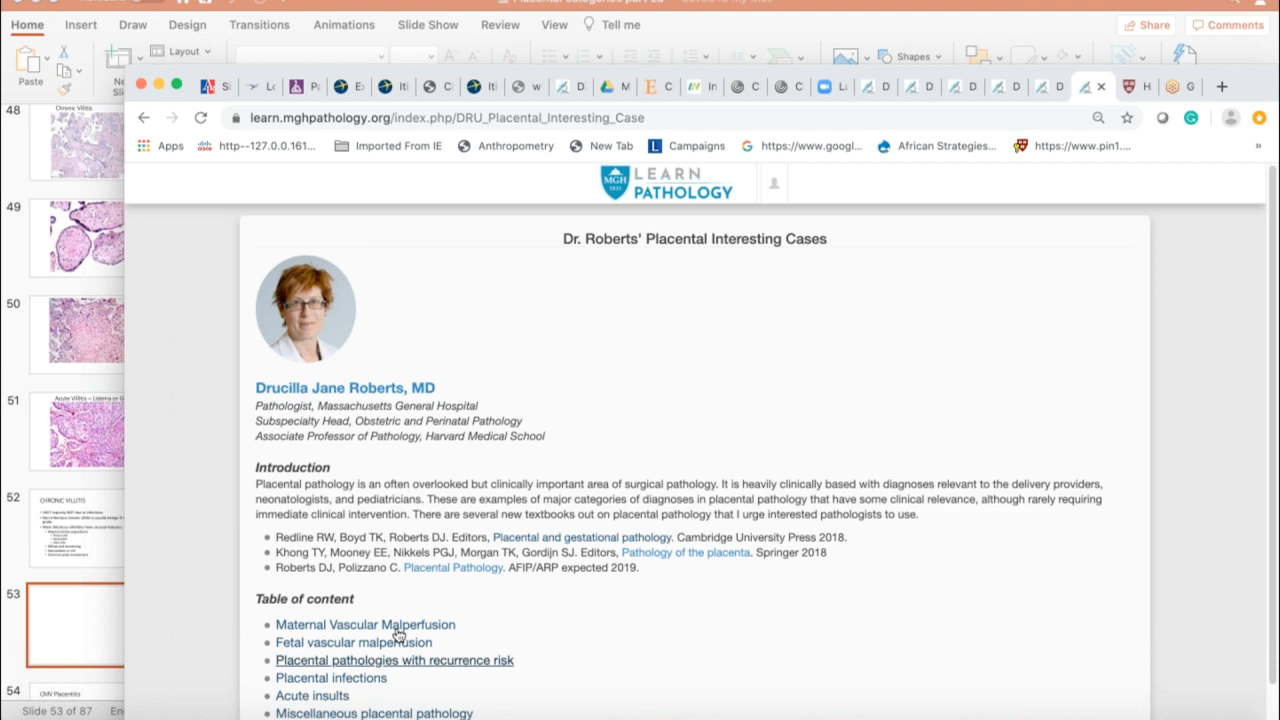 Home Insert Draw Design Transitions Animations Slide Show Review View Tell me Share Comments
Paste Layout Shapes
48 Chronic Villitis
49
50
51
52 CHRONIC VILLITIS
53
54 CMV Placentitis
Slide 53 of 87
learn.mghpathology.org/index.php/DRU_Placental_Interesting_Case
Apps http--127.0.0.161... Imported From IE Anthropometry New Tab Campaigns https://www.googl... African Strategies... https://www.pin1.... »
MGH 1811 LEARN PATHOLOGY
Dr. Roberts' Placental Interesting Cases
Drucilla Jane Roberts, MD
Pathologist, Massachusetts General Hospital
Subspecialty Head, Obstetric and Perinatal Pathology
Associate Professor of Pathology, Harvard Medical School
Introduction
Placental pathology is an often overlooked but clinically important area of surgical pathology. It is heavily clinically based with diagnoses relevant to the delivery providers,
neonatologists, and pediatricians. These are examples of major categories of diagnoses in placental pathology that have some clinical relevance, although rarely requiring
immediate clinical intervention. There are several new textbooks out on placental pathology that I urge interested pathologists to use.
Redline RW, Boyd TK, Roberts DJ. Editors, Placental and gestational pathology. Cambridge University Press 2018.
Khong TY, Mooney EE, Nikkels PGJ, Morgan TK, Gordijn SJ. Editors, Pathology of the placenta. Springer 2018
Roberts DJ, Polizzano C. Placental Pathology. AFIP/ARP expected 2019.
Table of content
Maternal Vascular Malperfusion
Fetal vascular malperfusion
Placental pathologies with recurrence risk
Placental infections
Acute insults
Miscellaneous placental pathology